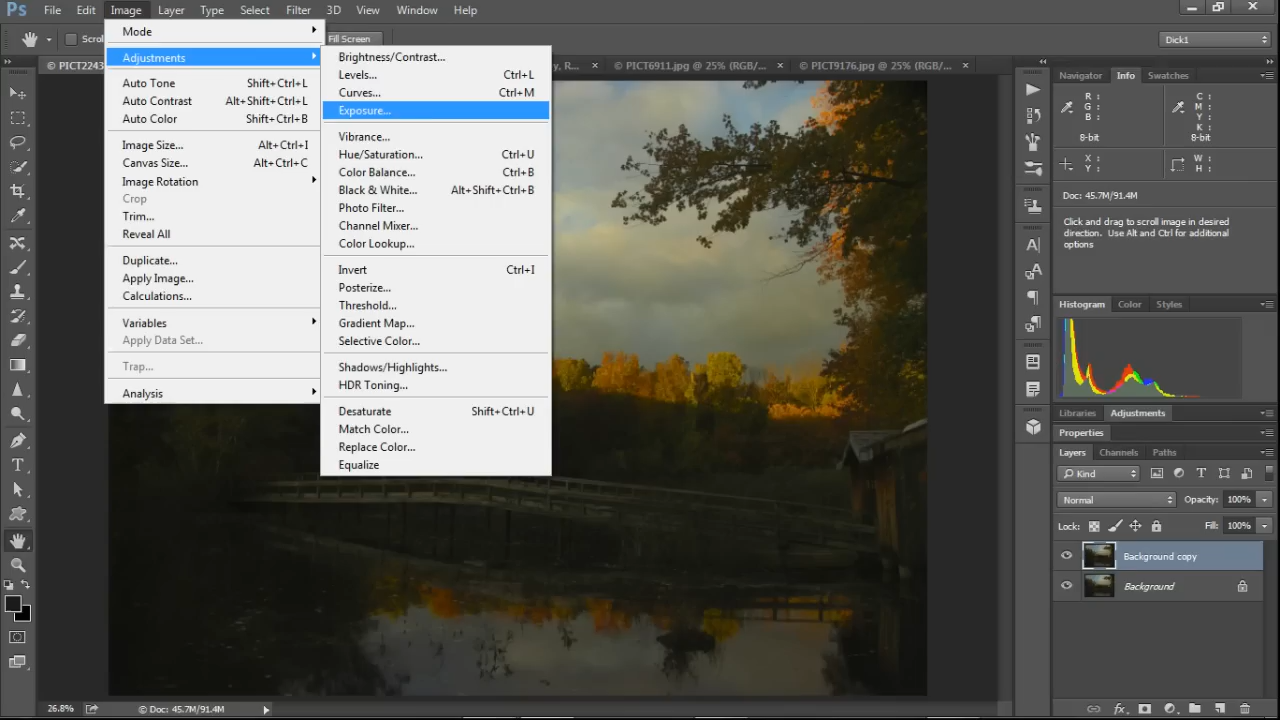 Ps File Edit Image Layer Type Select Filter 3D View Window Help
Scrol Fill Screen Dick1
© PICT2243 y, R... × © PICT6911.jpg @ 25% (RGB/... × © PICT9176.jpg @ 25% (RGB/... ×
Mode
Adjustments
Auto Tone Shift+Ctrl+L
Auto Contrast Alt+Shift+Ctrl+L
Auto Color Shift+Ctrl+B
Image Size... Alt+Ctrl+I
Canvas Size... Alt+Ctrl+C
Image Rotation
Crop
Trim...
Reveal All
Duplicate...
Apply Image...
Calculations...
Variables
Apply Data Set...
Trap...
Analysis
Brightness/Contrast...
Levels... Ctrl+L
Curves... Ctrl+M
Exposure...
Vibrance...
Hue/Saturation... Ctrl+U
Color Balance... Ctrl+B
Black & White... Alt+Shift+Ctrl+B
Photo Filter...
Channel Mixer...
Color Lookup...
Invert Ctrl+I
Posterize...
Threshold...
Gradient Map...
Selective Color...
Shadows/Highlights...
HDR Toning...
Desaturate Shift+Ctrl+U
Match Color...
Replace Color...
Equalize
Navigator Info Swatches
R : C :
G : M :
B : Y :
K :
8-bit 8-bit
X : W :
Y : H :
Doc: 45.7M/91.4M
Click and drag to scroll image in desired
direction. Use Alt and Ctrl for additional
options
Histogram Color Styles
Libraries Adjustments
Properties
Layers Channels Paths
Kind
Normal Opacity: 100%
Lock: Fill: 100%
Background copy
Background
26.8% © Doc: 45.7M/91.4M